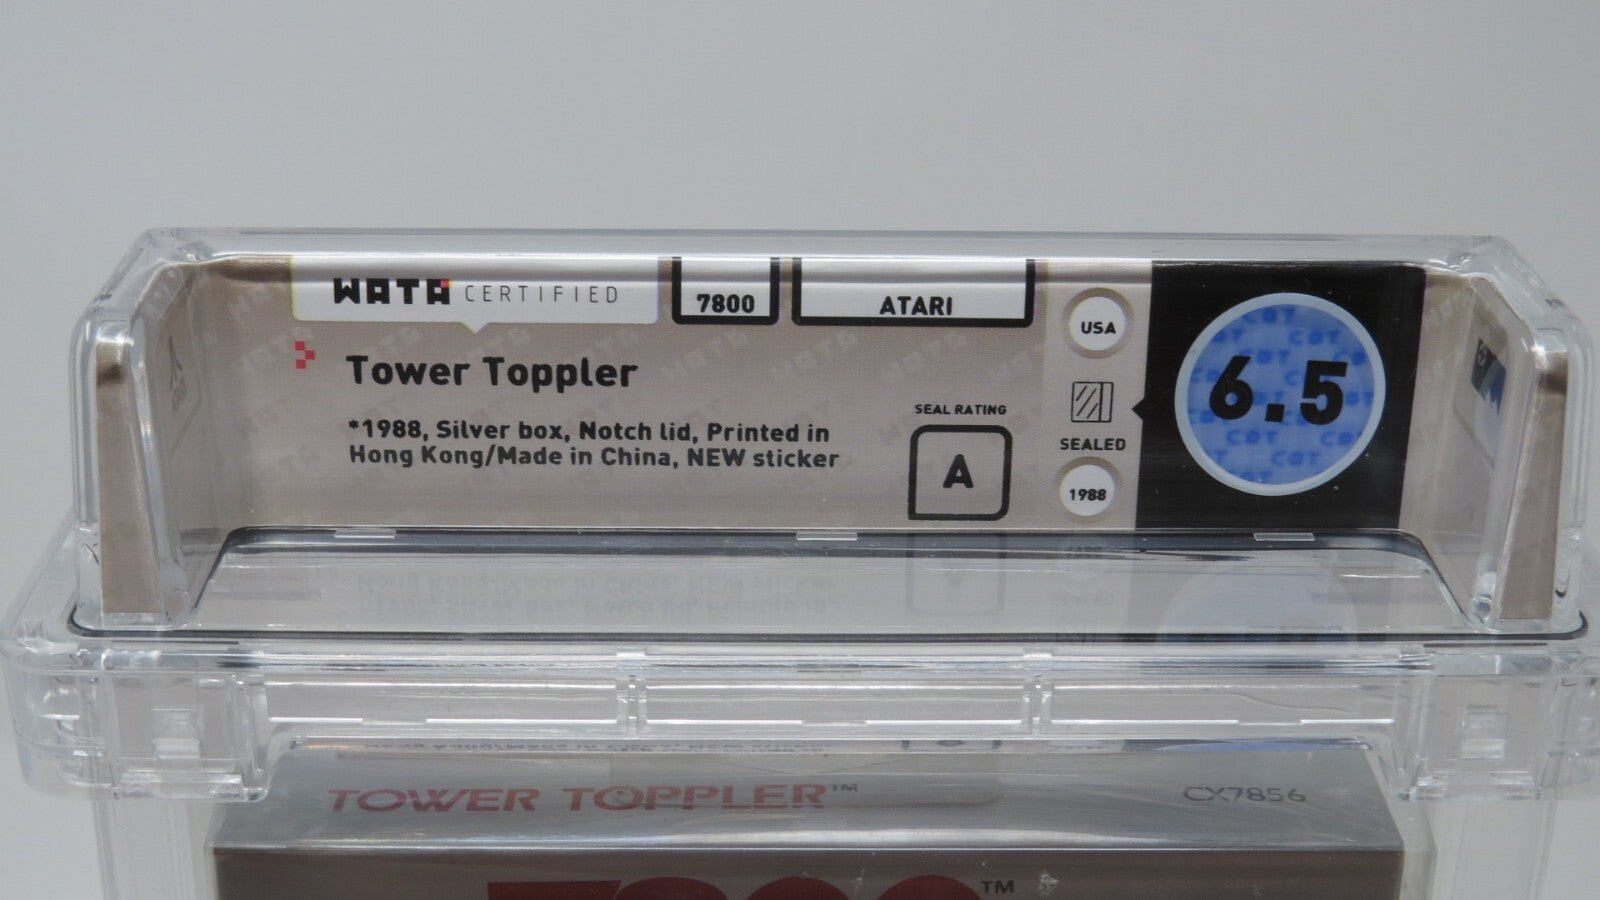 WATA CERTIFIED
7800
ATARI
Tower Toppler
*1988, Silver box, Notch lid, Printed in
Hong Kong/Made in China, NEW sticker
SEAL RATING
A
USA
SEALED
1988
6.5
TOWER TOPPLER™
CX7856
7800™